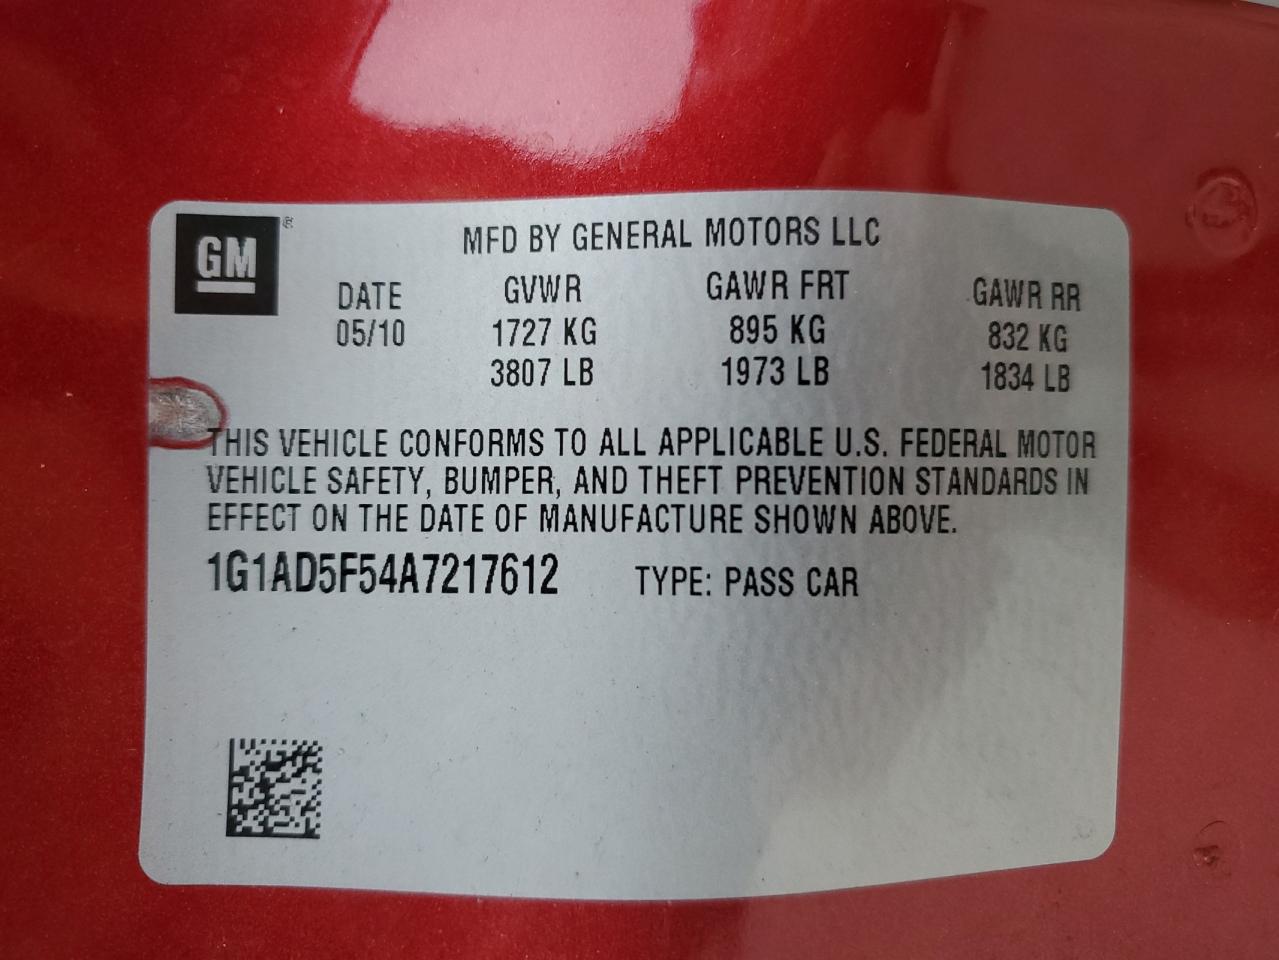 GM ®
MFD BY GENERAL MOTORS LLC
DATE GVWR GAWR FRT GAWR RR
05/10 1727 KG 895 KG 832 KG
3807 LB 1973 LB 1834 LB
THIS VEHICLE CONFORMS TO ALL APPLICABLE U.S. FEDERAL MOTOR
VEHICLE SAFETY, BUMPER, AND THEFT PREVENTION STANDARDS IN
EFFECT ON THE DATE OF MANUFACTURE SHOWN ABOVE.
1G1AD5F54A7217612 TYPE: PASS CAR